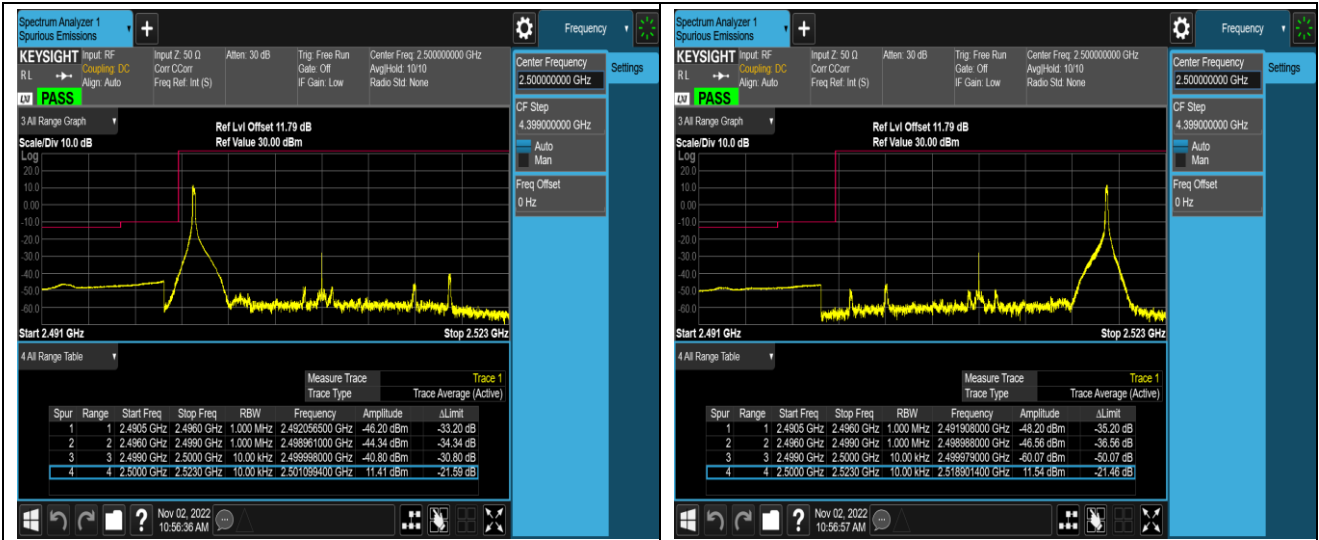 Spectrum Analyzer 1
Spurious Emissions
+
Frequency
KEYSIGHT Input: RF Input Z: 50 Ω Atten: 30 dB Trig: Free Run Center Freq: 2.500000000 GHz
RL Coupling: DC Corr CCorr Gate: Off Avg|Hold: 10/10
Align: Auto Freq Ref: Int (S) IF Gain: Low Radio Std: None
LXI PASS
Center Frequency
2.500000000 GHz
Settings
CF Step
4.399000000 GHz
Auto
Man
Freq Offset
0 Hz
3 All Range Graph
Ref Lvl Offset 11.79 dB
Scale/Div 10.0 dB Ref Value 30.00 dBm
Log
20.0
10.0
0.00
-10.0
-20.0
-30.0
-40.0
-50.0
-60.0
Start 2.491 GHz Stop 2.523 GHz
4 All Range Table
Measure Trace Trace 1
Trace Type Trace Average (Active)
Spur Range Start Freq Stop Freq RBW Frequency Amplitude ΔLimit
1 1 2.4905 GHz 2.4960 GHz 1.000 MHz 2.492056500 GHz -46.20 dBm -33.20 dB
2 2 2.4960 GHz 2.4990 GHz 1.000 MHz 2.498961000 GHz -44.34 dBm -34.34 dB
3 3 2.4990 GHz 2.5000 GHz 10.00 kHz 2.499998000 GHz -40.80 dBm -30.80 dB
4 4 2.5000 GHz 2.5230 GHz 10.00 kHz 2.501099400 GHz 11.41 dBm -21.59 dB
?
Nov 02, 2022
10:56:36 AM
Spectrum Analyzer 1
Spurious Emissions
+
Frequency
KEYSIGHT Input: RF Input Z: 50 Ω Atten: 30 dB Trig: Free Run Center Freq: 2.500000000 GHz
RL Coupling: DC Corr CCorr Gate: Off Avg|Hold: 10/10
Align: Auto Freq Ref: Int (S) IF Gain: Low Radio Std: None
LXI PASS
Center Frequency
2.500000000 GHz
Settings
CF Step
4.399000000 GHz
Auto
Man
Freq Offset
0 Hz
3 All Range Graph
Ref Lvl Offset 11.79 dB
Scale/Div 10.0 dB Ref Value 30.00 dBm
Log
20.0
10.0
0.00
-10.0
-20.0
-30.0
-40.0
-50.0
-60.0
Start 2.491 GHz Stop 2.523 GHz
4 All Range Table
Measure Trace Trace 1
Trace Type Trace Average (Active)
Spur Range Start Freq Stop Freq RBW Frequency Amplitude ΔLimit
1 1 2.4905 GHz 2.4960 GHz 1.000 MHz 2.491908000 GHz -48.20 dBm -35.20 dB
2 2 2.4960 GHz 2.4990 GHz 1.000 MHz 2.498988000 GHz -46.56 dBm -36.56 dB
3 3 2.4990 GHz 2.5000 GHz 10.00 kHz 2.499979000 GHz -60.07 dBm -50.07 dB
4 4 2.5000 GHz 2.5230 GHz 10.00 kHz 2.518901400 GHz 11.54 dBm -21.46 dB
?
Nov 02, 2022
10:56:57 AM